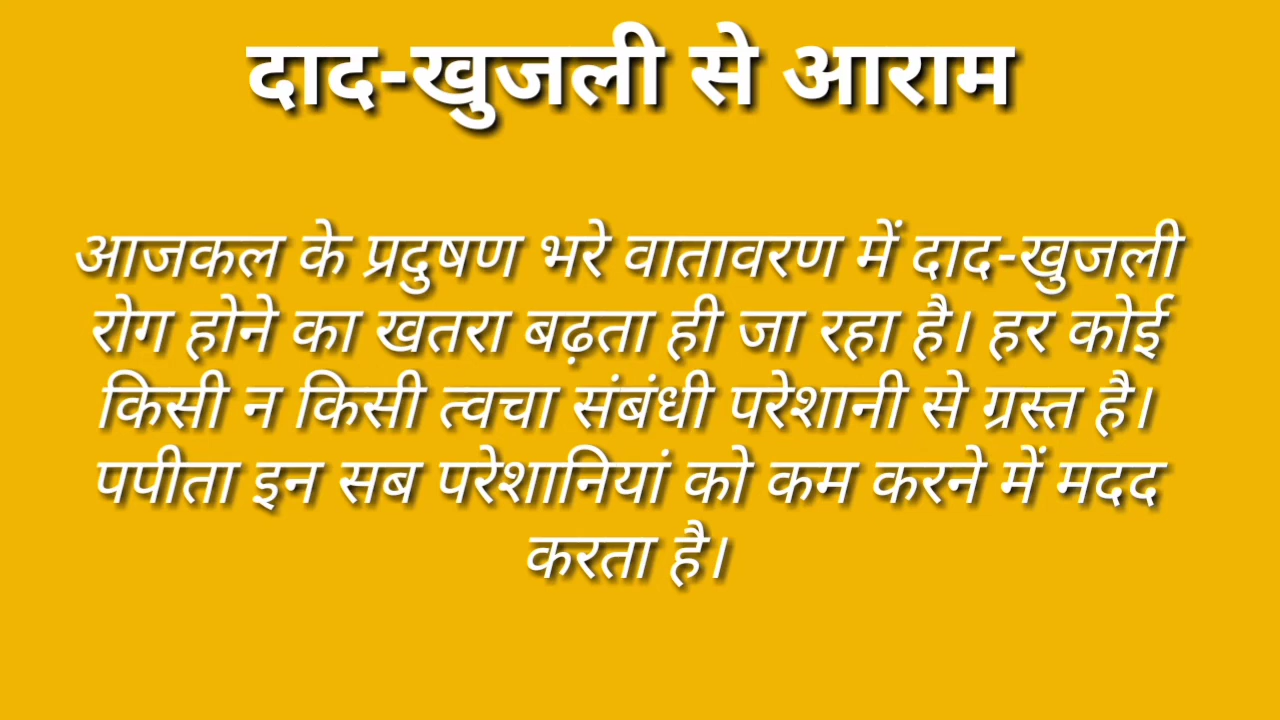 दाद-खुजली से आराम
आजकल के प्रदुषण भरे वातावरण में दाद-खुजली
रोग होने का खतरा बढ़ता ही जा रहा है। हर कोई
किसी न किसी त्वचा संबंधी परेशानी से ग्रस्त है।
पपीता इन सब परेशानियां को कम करने में मदद
करता है।